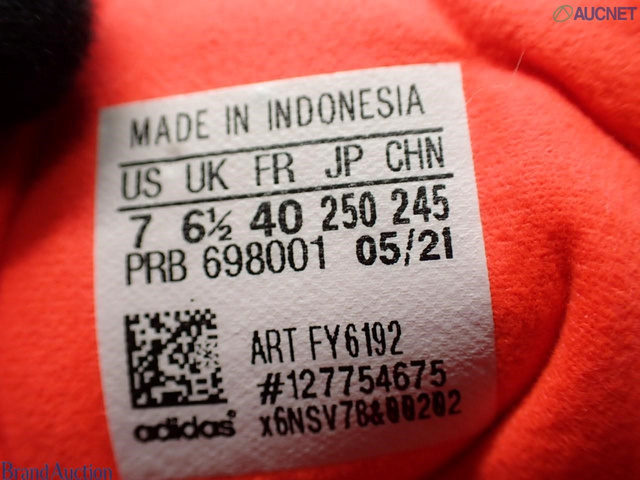 AUCNET
MADE IN INDONESIA
US UK FR JP CHN
7 6½ 40 250 245
PRB 698001 05/21
ART FY6192
#127754675
x6NSV78&00202
adidas
Brand Auction